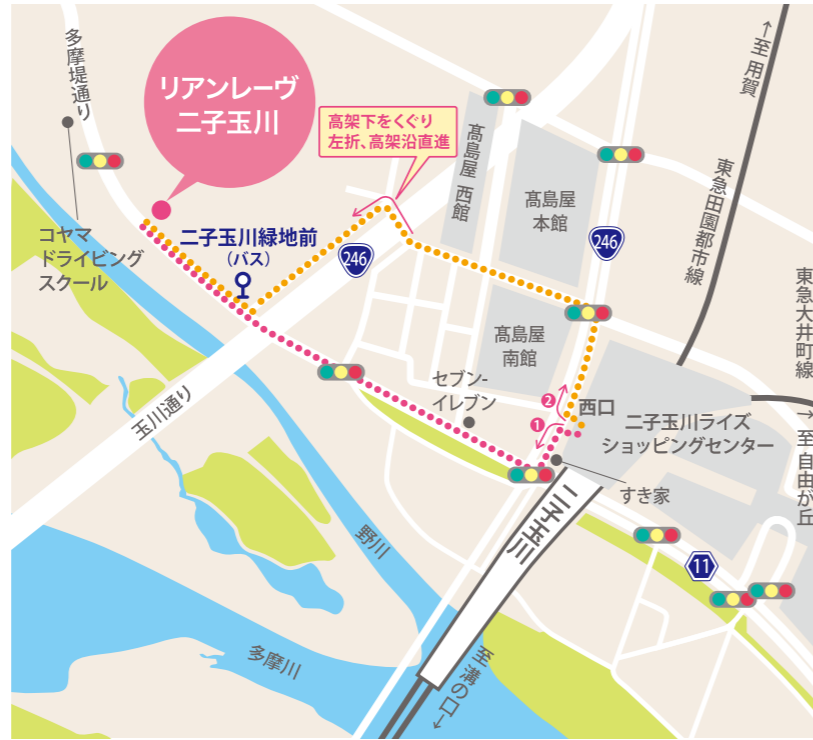 多摩堤通り
リアンレーヴ
二子玉川
高架下をくぐり
左折、高架沿直進
髙島屋 西館
髙島屋
本館
246
←至 用賀
東急田園都市線
東急大井町線
→至 自由が丘
コヤマ
ドライビング
スクール
二子玉川緑地前
(バス)
246
髙島屋
南館
セブン-
イレブン
❷
❶
西口
二子玉川ライズ
ショッピングセンター
すき家
玉川通り
二子玉川
野川
11
多摩川
至 溝の口→